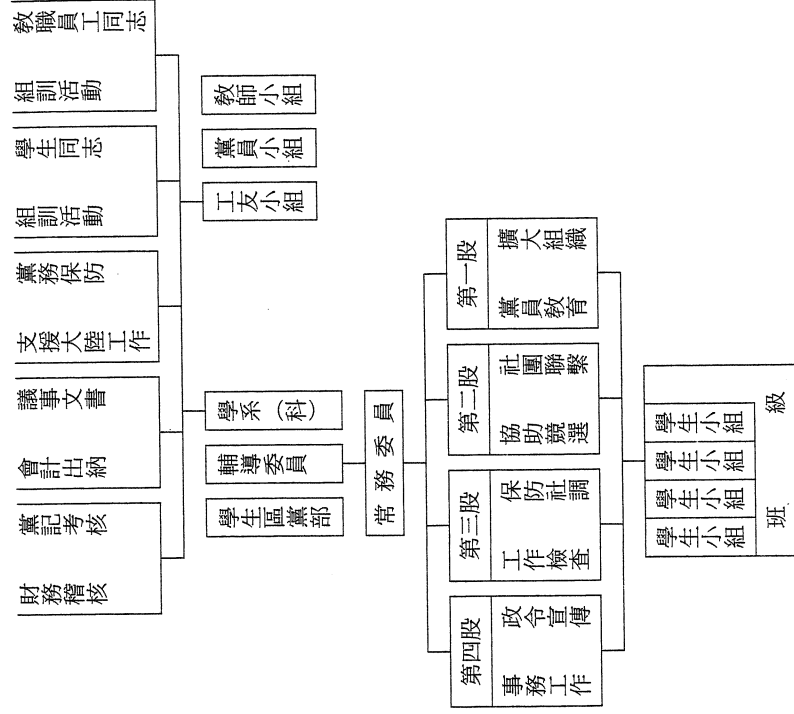 教職員工同志
組訓活動
學生同志
組訓活動
黨務保防
支援大陸工作
議事文書
會計出納
黨記考核
財務稽核
教師小組
黨員小組
工友小組
學系（科）
輔導委員
學生區黨部
常務委員
第一股
擴大組織
黨員教育
第二股
社團聯繫
協助競選
第三股
保防社調
工作檢查
第四股
政令宣傳
事務工作
學生小組
學生小組
學生小組
學生小組
班級